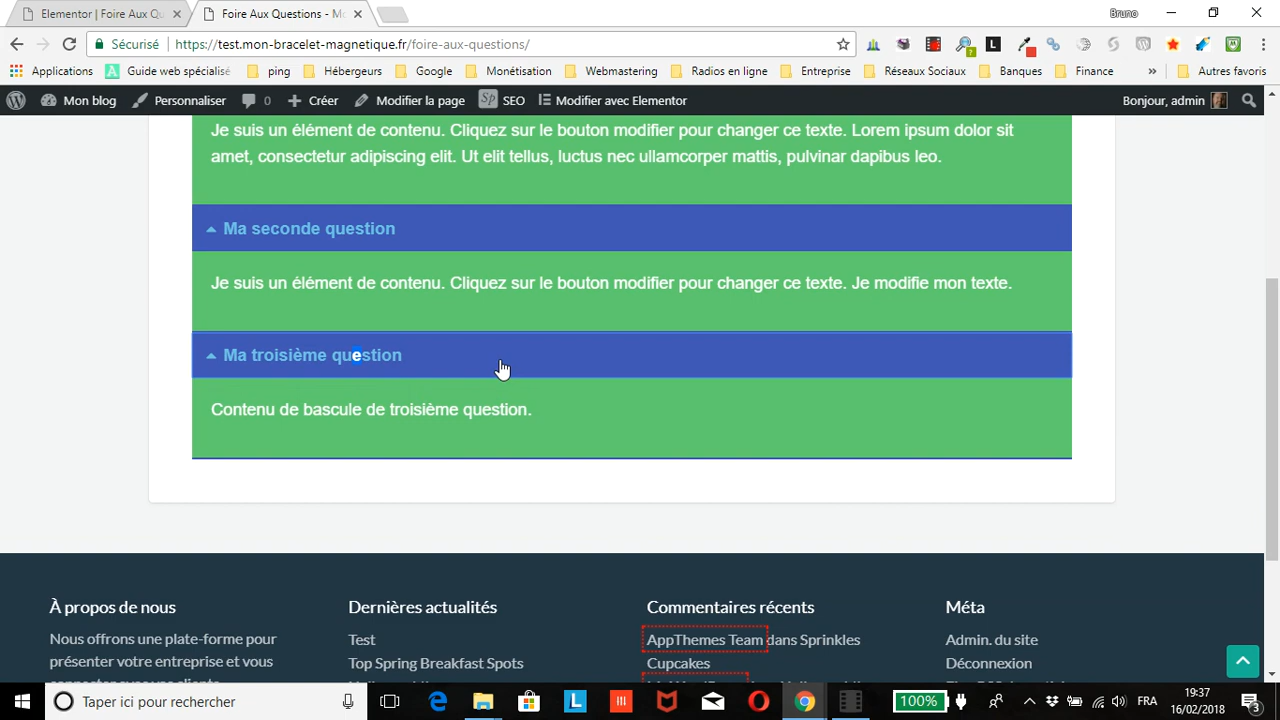 Elementor | Foire Aux Qu
Foire Aux Questions - Mo
Bruno
Sécurisé
https://test.mon-bracelet-magnetique.fr/foire-aux-questions/
Applications
Guide web spécialisé
ping
Hébergeurs
Google
Monétisation
Webmastering
Radios en ligne
Entreprise
Réseaux Sociaux
Banques
Finance
»
Autres favoris
Mon blog
Personnaliser
0
Créer
Modifier la page
SEO
Modifier avec Elementor
Bonjour, admin
Je suis un élément de contenu. Cliquez sur le bouton modifier pour changer ce texte. Lorem ipsum dolor sit
amet, consectetur adipiscing elit. Ut elit tellus, luctus nec ullamcorper mattis, pulvinar dapibus leo.
Ma seconde question
Je suis un élément de contenu. Cliquez sur le bouton modifier pour changer ce texte. Je modifie mon texte.
Ma troisième question
Contenu de bascule de troisième question.
À propos de nous
Nous offrons une plate-forme pour
présenter votre entreprise et vous
Dernières actualités
Test
Top Spring Breakfast Spots
Commentaires récents
AppThemes Team dans Sprinkles
Cupcakes
Méta
Admin. du site
Déconnexion
Taper ici pour rechercher
100%
FRA
19:37
16/02/2018